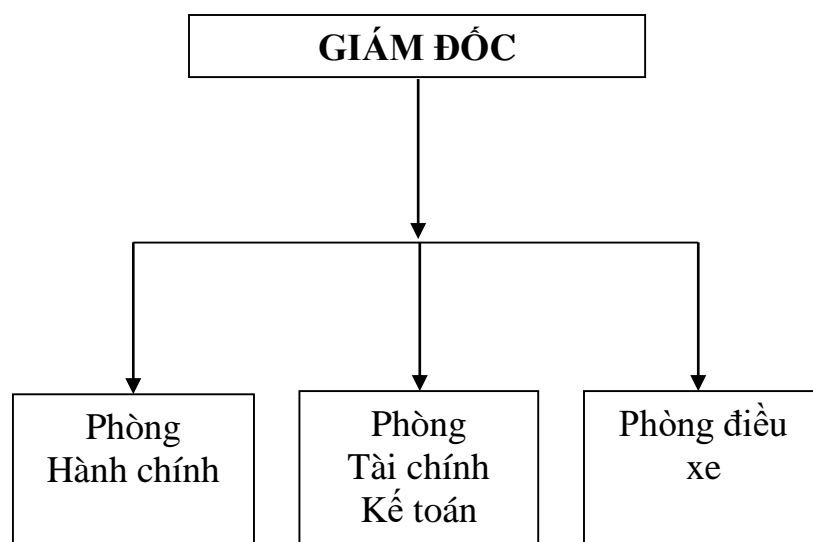 GIÁM ĐỐC
Phòng
Hành chính
Phòng
Tài chính
Kế toán
Phòng điều
xe